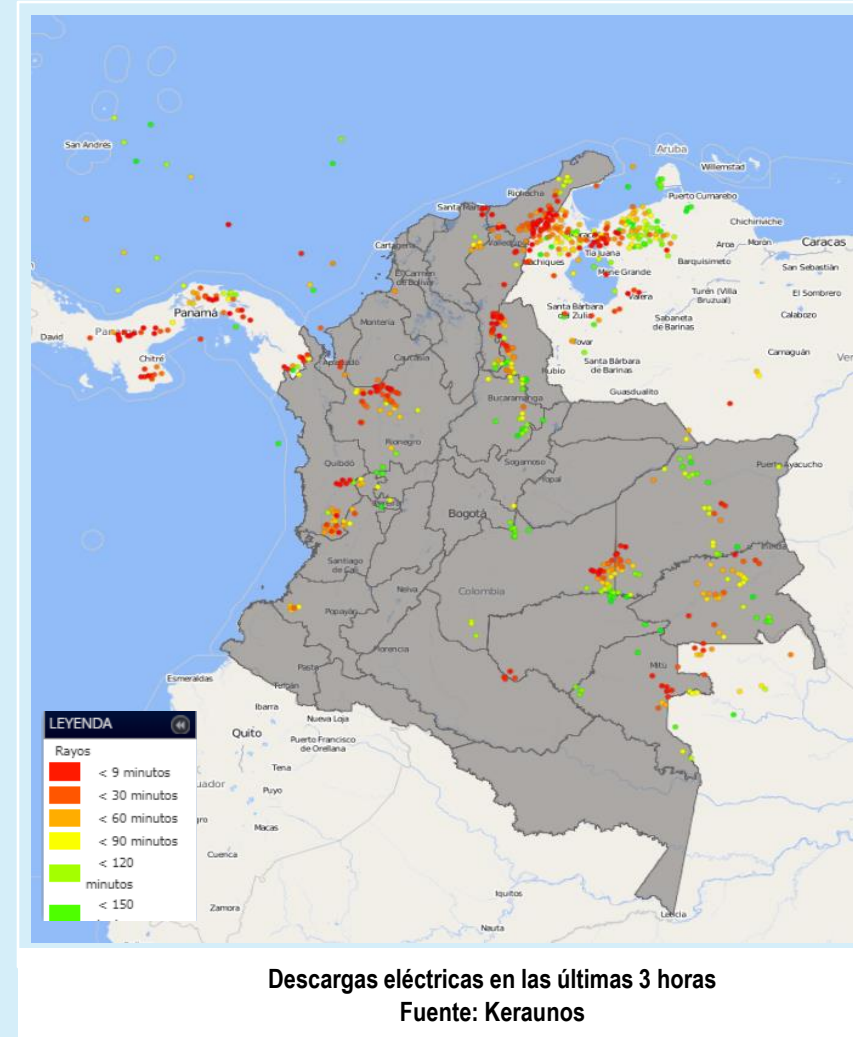 San Andrés
Aruba
Willemstad
Riohacha
Puerto Cumarebo
Santa Marta
Chichiriviche
Cartagena
Valledupar
Caracas
Aroa
Morón
Tía Juana
Machiques
Barquisimeto
San Sebastián
El Carmen
de Bolívar
Mene Grande
Turén (Villa
Bruzual)
El Sombrero
Valera
Panamá
Santa Bárbara
de Zulia
Sabaneta
de Barinas
Calabozo
David
Montería
Chitré
Tovar
Camaguán
Apartadó
Caucasia
Rubio
Santa Bárbara
de Barinas
Guasdualito
Bucaramanga
Rionegro
Quibdó
Sogamoso
Puerto Ayacucho
Yopal
Pereira
Bogotá
Inírida
Santiago
de Cali
Neiva
Colombia
Popayán
Florencia
Mitú
Esmeraldas
Pasto
Tulcán
Ibarra
Nueva Loja
Quito
Puerto Francisco
de Orellana
Tena
Puyo
Macas
Cuenca
Zamora
Iquitos
Nauta
Leticia
LEYENDA
Rayos
< 9 minutos
< 30 minutos
< 60 minutos
< 90 minutos
< 120
minutos
< 150
Descargas eléctricas en las últimas 3 horas
Fuente: Keraunos